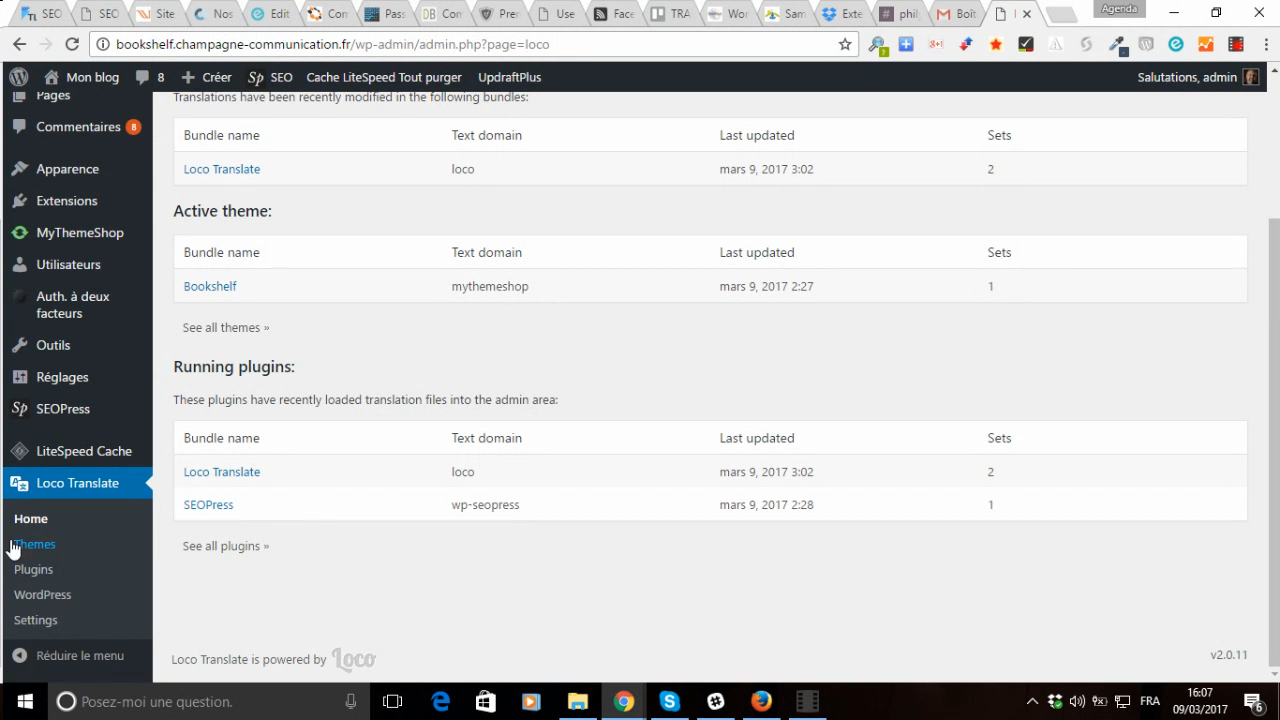 SEO
SEO
Site
Nos
Edit
Con
Pass
DB Con
Pre
Use
Face
TRA
Wor
Sam
Exte
phil
Boît
Agenda
bookshelf.champagne-communication.fr/wp-admin/admin.php?page=loco
Mon blog 8 Créer SEO Cache LiteSpeed Tout purger UpdraftPlus Salutations, admin
Pages
Commentaires 8
Apparence
Extensions
MyThemeShop
Utilisateurs
Auth. à deux
facteurs
Outils
Réglages
SEOPress
LiteSpeed Cache
Loco Translate
Home
Themes
Plugins
WordPress
Settings
Réduire le menu
Translations have been recently modified in the following bundles:
Bundle name Text domain Last updated Sets
Loco Translate loco mars 9, 2017 3:02 2
Active theme:
Bundle name Text domain Last updated Sets
Bookshelf mythemeshop mars 9, 2017 2:27 1
See all themes »
Running plugins:
These plugins have recently loaded translation files into the admin area:
Bundle name Text domain Last updated Sets
Loco Translate loco mars 9, 2017 3:02 2
SEOPress wp-seopress mars 9, 2017 2:28 1
See all plugins »
Loco Translate is powered by Loco
v2.0.11
Posez-moi une question.
FRA
16:07
09/03/2017
6